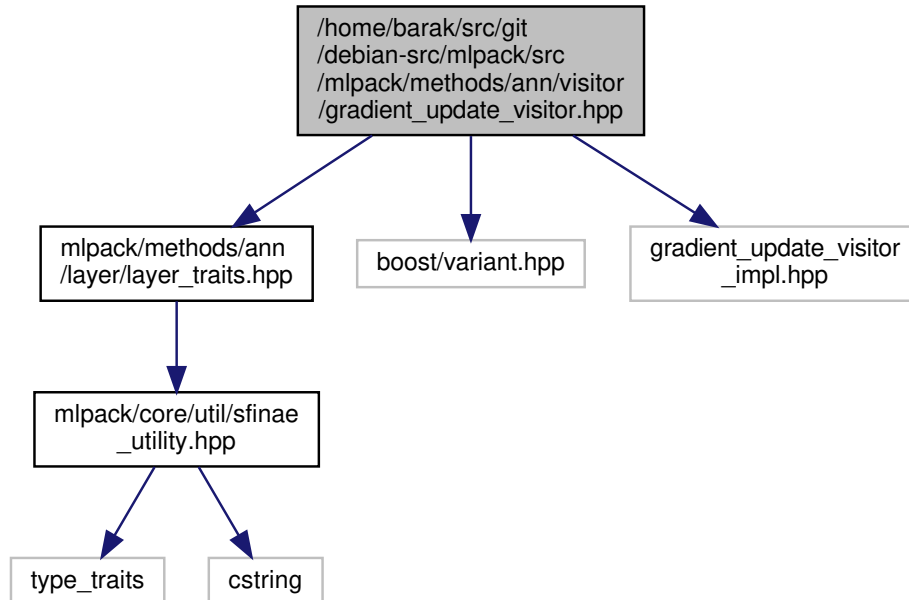 /home/barak/src/git
/debian-src/mlpack/src
/mlpack/methods/ann/visitor
/gradient_update_visitor.hpp
mlpack/methods/ann
/layer/layer_traits.hpp
boost/variant.hpp
gradient_update_visitor
_impl.hpp
mlpack/core/util/sfinae
_utility.hpp
type_traits
cstring